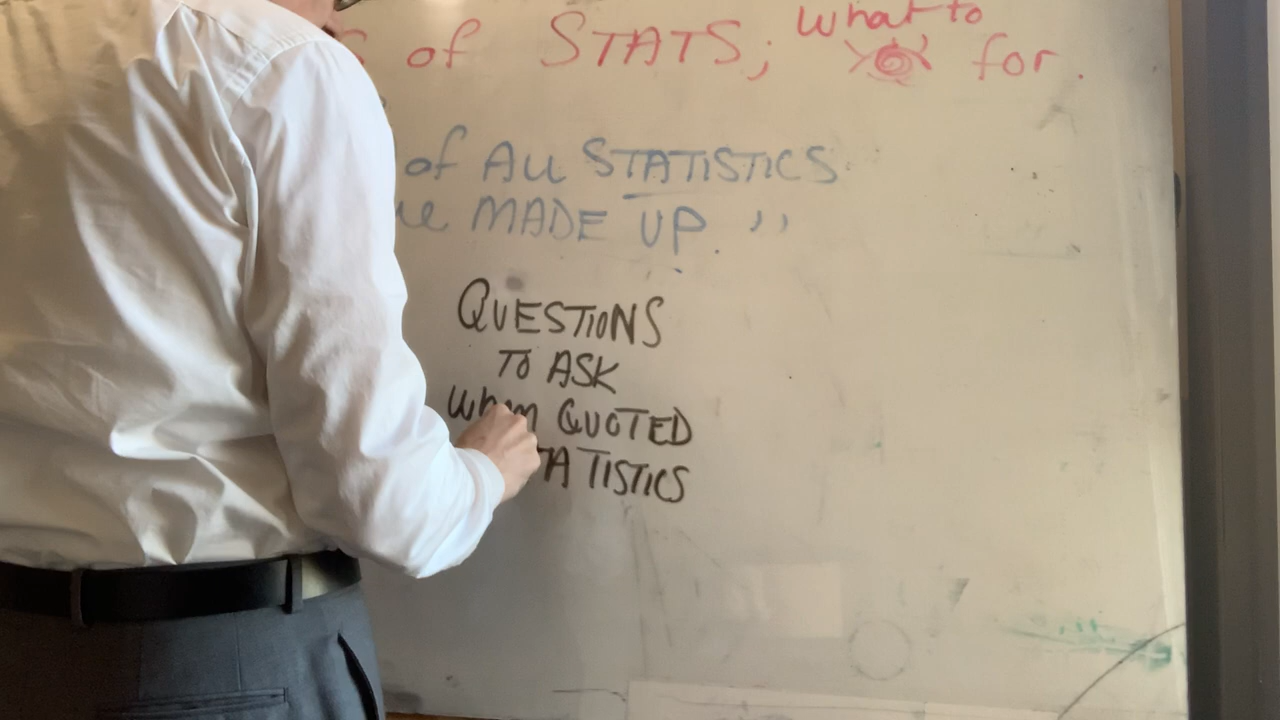 of STATS; what to for.
of All STATISTICS
MADE UP."
QUESTIONS
TO ASK
When QUOTED
TATISTICS